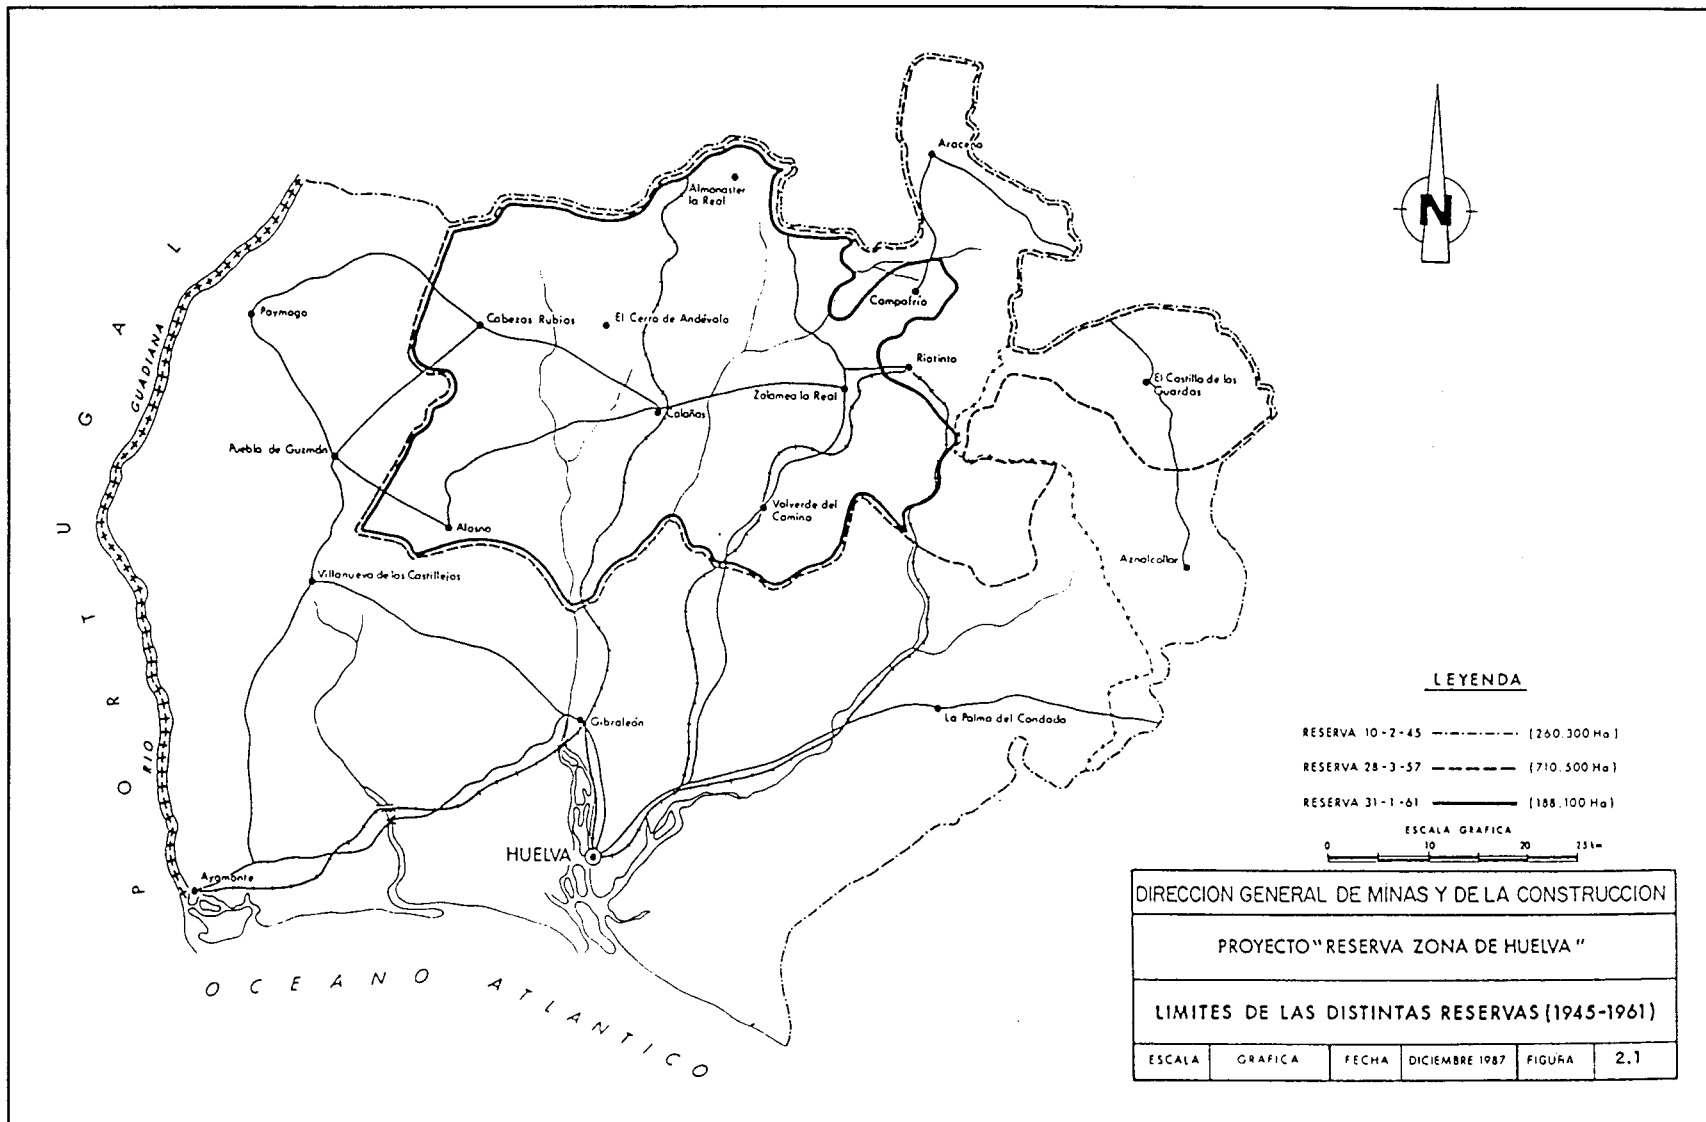 Aracena
Almonaster
la Real
N
PORTUGAL
RIO GUADIANA
Paymogo
Cabezas Rubias
El Cerro de Andévalo
Campofrio
Riotinto
Zalamea la Real
El Castillo de las
Guardas
Calañas
Puebla de Guzmán
Alosno
Valverde del
Camino
Aznalcollar
Villanueva de los Castillejos
Gibraleón
La Palma del Condado
HUELVA
Ayamonte
OCEANO ATLANTICO
LEYENDA
RESERVA 10-2-45 (260.300 Ha)
RESERVA 28-3-57 (710.500 Ha)
RESERVA 31-1-61 (188.100 Ha)
ESCALA GRAFICA
0 10 20 25 km
DIRECCION GENERAL DE MINAS Y DE LA CONSTRUCCION
PROYECTO "RESERVA ZONA DE HUELVA"
LIMITES DE LAS DISTINTAS RESERVAS (1945-1961)
ESCALA GRAFICA FECHA DICIEMBRE 1987 FIGURA 2.1